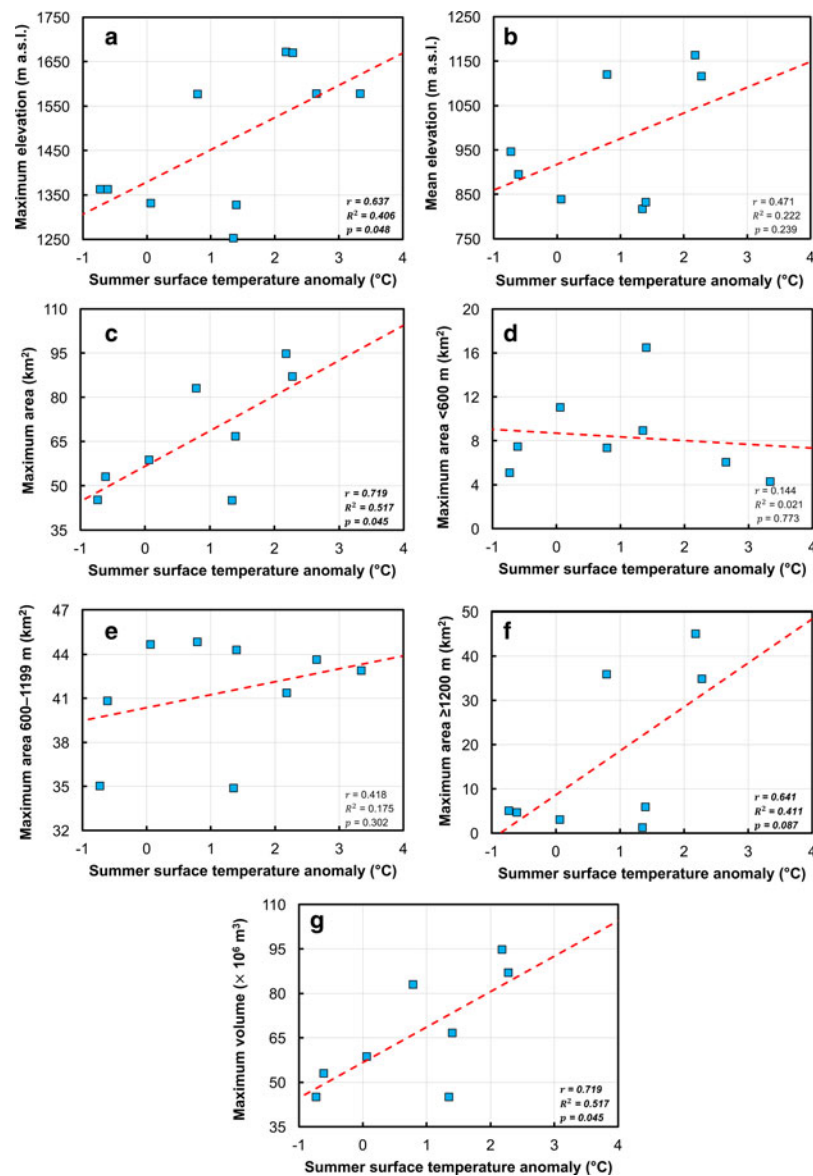 a
Maximum elevation (m a.s.l.)
1750
1650
1550
1450
1350
1250
-1 0 1 2 3 4
r = 0.637
R² = 0.406
p = 0.048
Summer surface temperature anomaly (°C)
b
Mean elevation (m a.s.l.)
1250
1150
1050
950
850
750
-1 0 1 2 3 4
r = 0.471
R² = 0.222
p = 0.239
Summer surface temperature anomaly (°C)
c
Maximum area (km²)
110
95
80
65
50
35
-1 0 1 2 3 4
r = 0.719
R² = 0.517
p = 0.045
Summer surface temperature anomaly (°C)
d
Maximum area <600 m (km²)
20
16
12
8
4
0
-1 0 1 2 3 4
r = 0.144
R² = 0.021
p = 0.773
Summer surface temperature anomaly (°C)
e
Maximum area 600–1199 m (km²)
47
44
41
38
35
32
-1 0 1 2 3 4
r = 0.418
R² = 0.175
p = 0.302
Summer surface temperature anomaly (°C)
f
Maximum area ≥1200 m (km²)
50
40
30
20
10
0
-1 0 1 2 3 4
r = 0.641
R² = 0.411
p = 0.087
Summer surface temperature anomaly (°C)
g
Maximum volume (× 10⁶ m³)
110
95
80
65
50
35
-1 0 1 2 3 4
r = 0.719
R² = 0.517
p = 0.045
Summer surface temperature anomaly (°C)